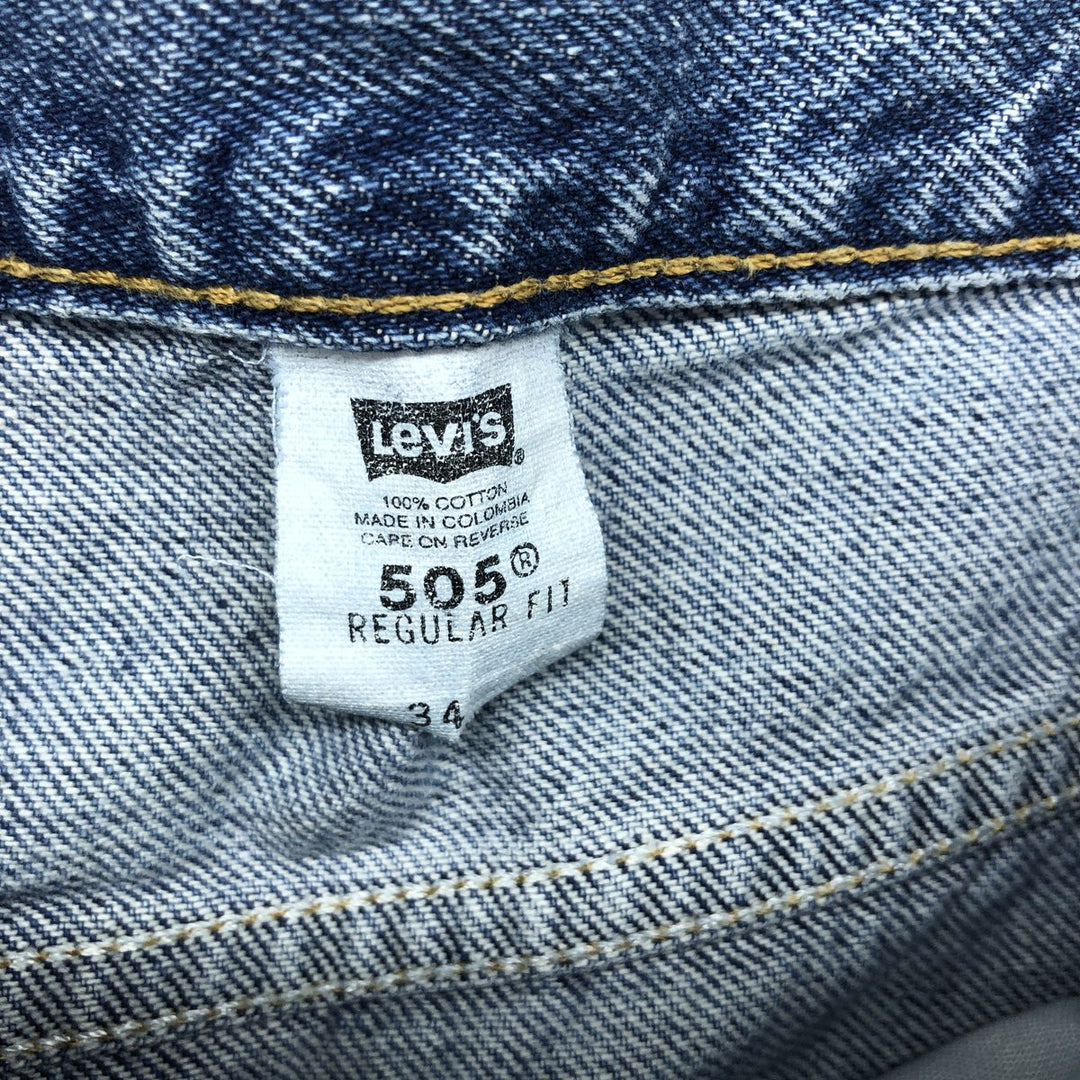 Levi's®
100% COTTON
MADE IN COLOMBIA
CARE ON REVERSE
505®
REGULAR FIT
34